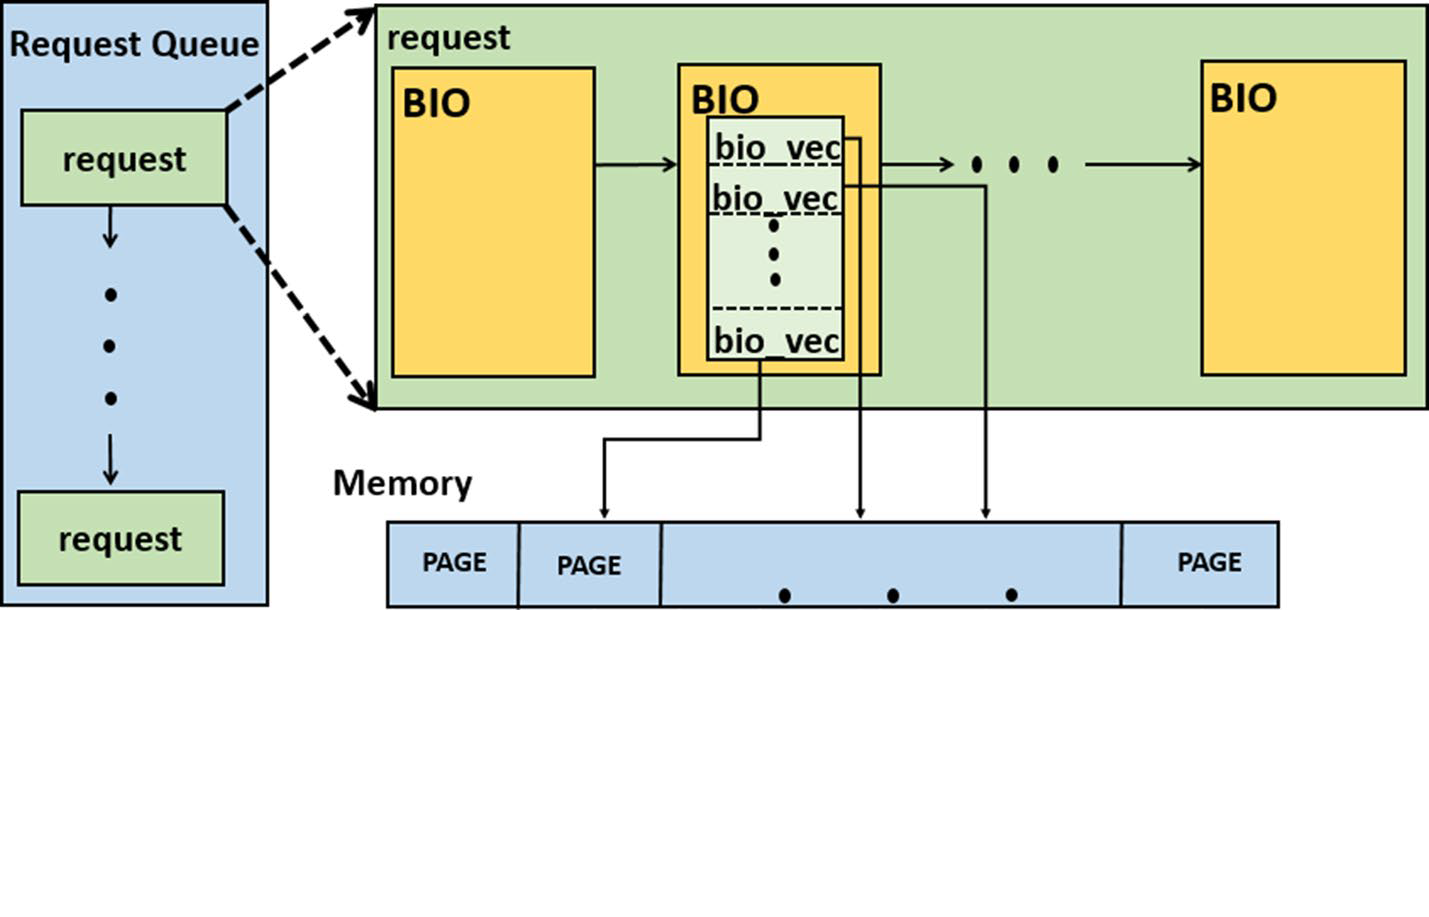 Request Queue
request
request
request
BIO
BIO
bio_vec
bio_vec
bio_vec
BIO
Memory
PAGE
PAGE
PAGE